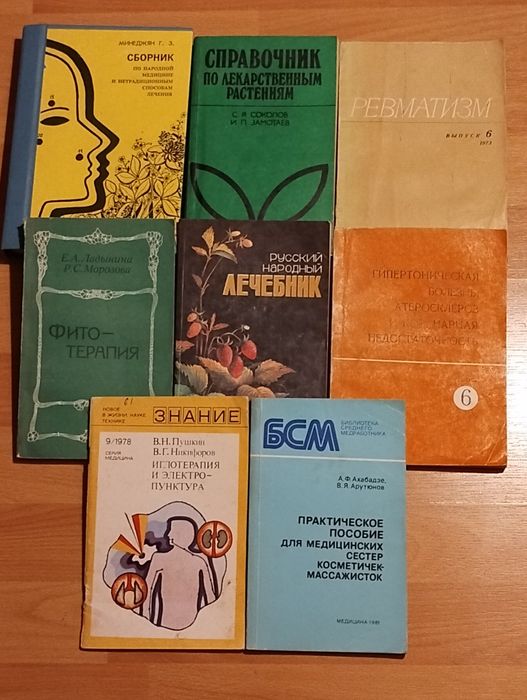 МИНЕДЖЯН Г. З.
СБОРНИК
ПО НАРОДНОЙ
МЕДИЦИНЕ
И НЕТРАДИЦИОННЫМ
СПОСОБАМ
ЛЕЧЕНИЯ
СПРАВОЧНИК
ПО ЛЕКАРСТВЕННЫМ
РАСТЕНИЯМ
С. Я. СОКОЛОВ
И. П. ЗАМОТАЕВ
РЕВМАТИЗМ
ВЫПУСК 6
1973
Е.А. Ладынина
Р.С. Морозова
ФИТО-
ТЕРАПИЯ
РУССКИЙ
НАРОДНЫЙ
ЛЕЧЕБНИК
ГИПЕРТОНИЧЕСКАЯ
БОЛЕЗНЬ,
АТЕРОСКЛЕРОЗ
И КОРОНАРНАЯ
НЕДОСТАТОЧНОСТЬ
6
61
НОВОЕ
В ЖИЗНИ, НАУКЕ,
ТЕХНИКЕ
ЗНАНИЕ
9/1978
СЕРИЯ
МЕДИЦИНА
В.Н. Пушкин
В.Г. Никифоров
ИГЛОТЕРАПИЯ
И ЭЛЕКТРО-
ПУНКТУРА
БСМ
БИБЛИОТЕКА
СРЕДНЕГО
МЕДРАБОТНИКА
А.Ф. Ахабадзе,
В.Я. Арутюнов
ПРАКТИЧЕСКОЕ
ПОСОБИЕ
ДЛЯ МЕДИЦИНСКИХ
СЕСТЕР
КОСМЕТИЧЕК-
МАССАЖИСТОК
МЕДИЦИНА·1981